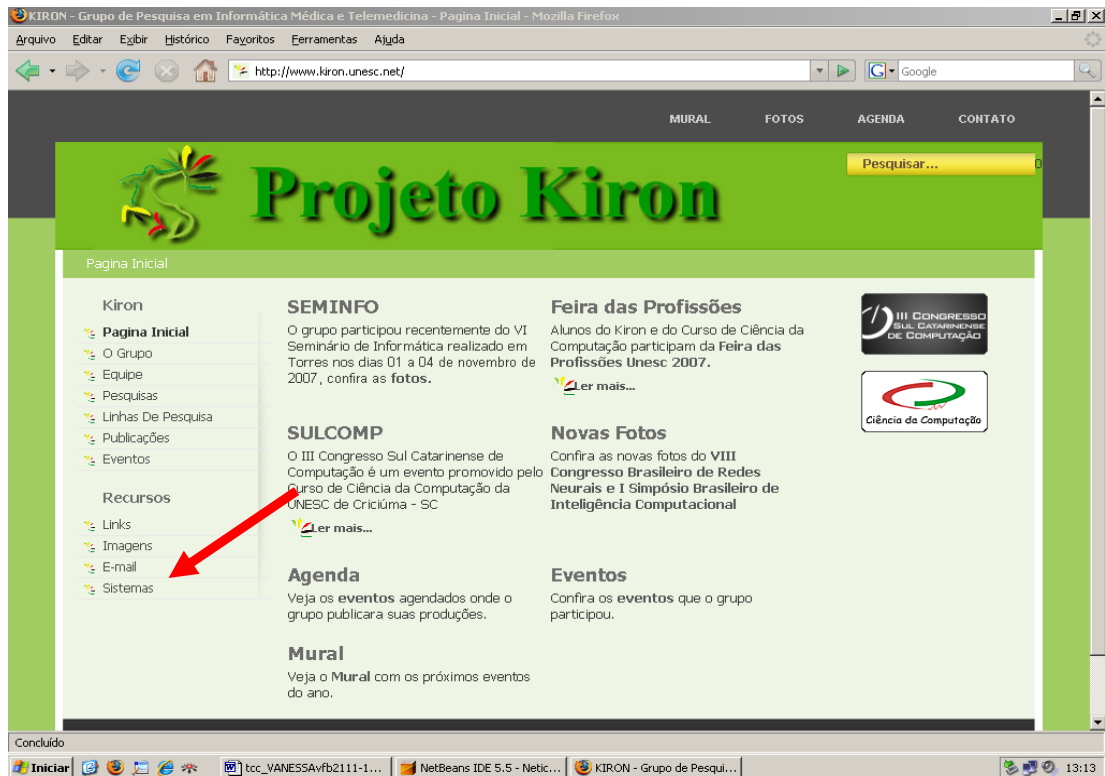 KIRON - Grupo de Pesquisa em Informática Médica e Telemedicina - Pagina Inicial - Mozilla Firefox
Arquivo Editar Exibir Histórico Favoritos Ferramentas Ajuda
http://www.kiron.unesc.net/
G Google
MURAL FOTOS AGENDA CONTATO
Pesquisar...
Projeto Kiron
Pagina Inicial
Kiron
Pagina Inicial
O Grupo
Equipe
Pesquisas
Linhas De Pesquisa
Publicações
Eventos
Recursos
Links
Imagens
E-mail
Sistemas
SEMINFO
O grupo participou recentemente do VI
Seminário de Informática realizado em
Torres nos dias 01 a 04 de novembro de
2007, confira as fotos.
SULCOMP
O III Congresso Sul Catarinense de
Computação é um evento promovido pelo
Curso de Ciência da Computação da
UNESC de Criciúma - SC
Ler mais...
Agenda
Veja os eventos agendados onde o
grupo publicara suas produções.
Mural
Veja o Mural com os próximos eventos
do ano.
Feira das Profissões
Alunos do Kiron e do Curso de Ciência da
Computação participam da Feira das
Profissões Unesc 2007.
Ler mais...
Novas Fotos
Confira as novas fotos do VIII
Congresso Brasileiro de Redes
Neurais e I Simpósio Brasileiro de
Inteligência Computacional
Eventos
Confira os eventos que o grupo
participou.
III CONGRESSO
SUL CATARINENSE
DE COMPUTAÇÃO
Ciência da Computação
Concluído
Iniciar tcc_VANESSAvfb2111-1... NetBeans IDE 5.5 - Netic... KIRON - Grupo de Pesqui... 13:13